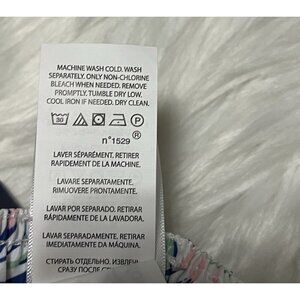 MACHINE WASH COLD. WASH
SEPARATELY. ONLY NON-CHLORINE
BLEACH WHEN NEEDED. REMOVE
PROMPTLY. TUMBLE DRY LOW.
COOL IRON IF NEEDED. DRY CLEAN.
30 P
®
n°1529
LAVER SÉPARÉMENT. RETIRER
RAPIDEMENT DE LA MACHINE.
LAVARE SEPARATAMENTE.
RIMUOVERE PRONTAMENTE.
LAVAR POR SEPARADO. RETIRAR
RÁPIDAMENTE DE LA LAVADORA.
LAVAR SEPARADAMENTE. RETIRAR
IMEDIATAMENTE DA MÁQUINA.
СТИРАТЬ ОТДЕЛЬНО.
СРАЗУ ПОСЛЕ